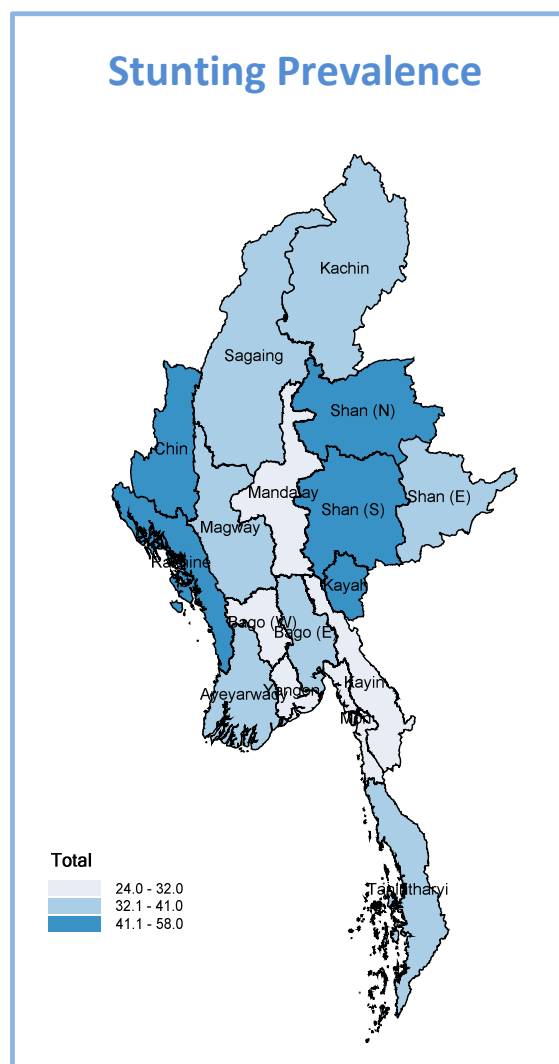 Stunting Prevalence
Kachin
Sagaing
Shan (N)
Chin
Mandalay
Shan (E)
Shan (S)
Magway
Rakhine
Kayah
Bago (W)
Bago (E)
Kayin
Ayeyarwady
Yangon
Mon
Tanintharyi
Total
24.0 - 32.0
32.1 - 41.0
41.1 - 58.0